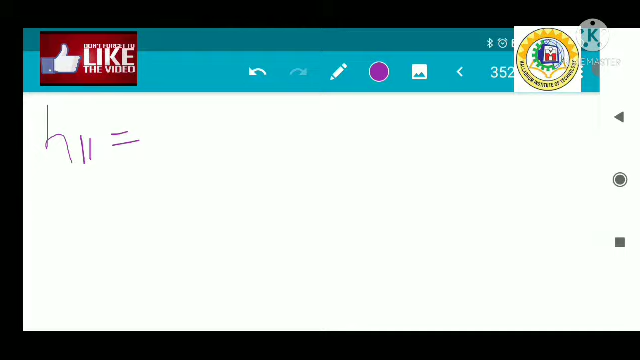 DON'T FORGET TO
LIKE
THE VIDEO
352
K
h11 =